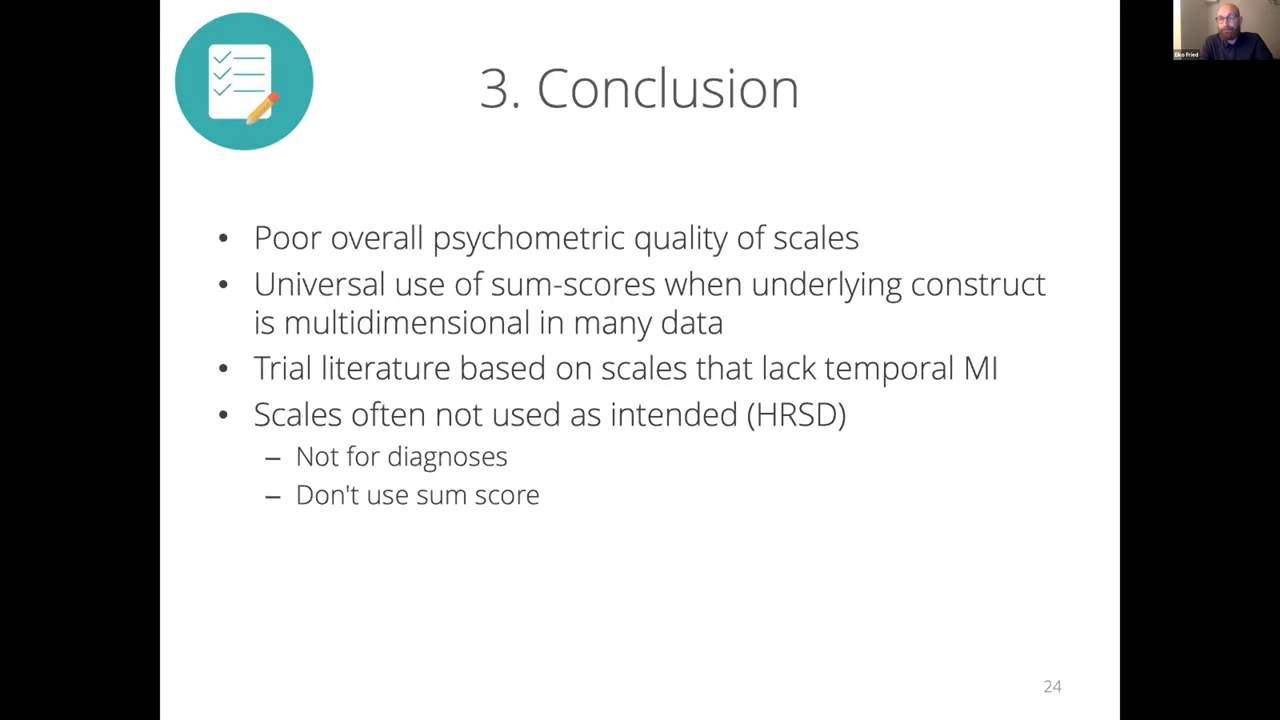 3. Conclusion
Eiko Fried
• Poor overall psychometric quality of scales
• Universal use of sum-scores when underlying construct
is multidimensional in many data
• Trial literature based on scales that lack temporal MI
• Scales often not used as intended (HRSD)
– Not for diagnoses
– Don't use sum score
24